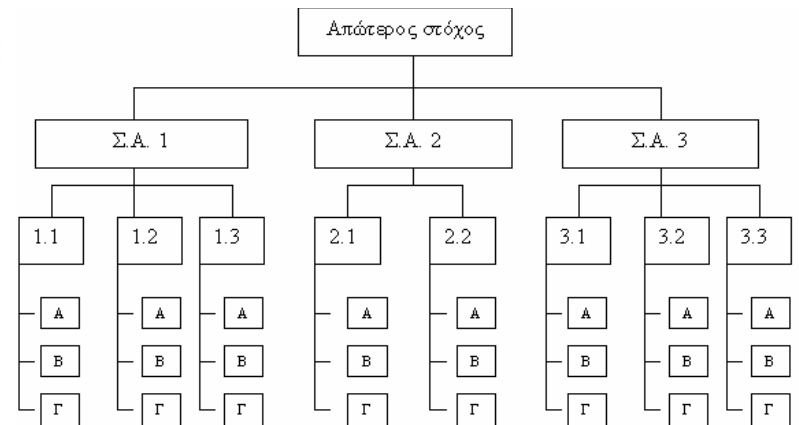 Απώτερος στόχος
Σ.Α. 1 Σ.Α. 2 Σ.Α. 3
1.1 1.2 1.3 2.1 2.2 3.1 3.2 3.3
Α Α Α Α Α Α Α Α
Β Β Β Β Β Β Β Β
Γ Γ Γ Γ Γ Γ Γ Γ